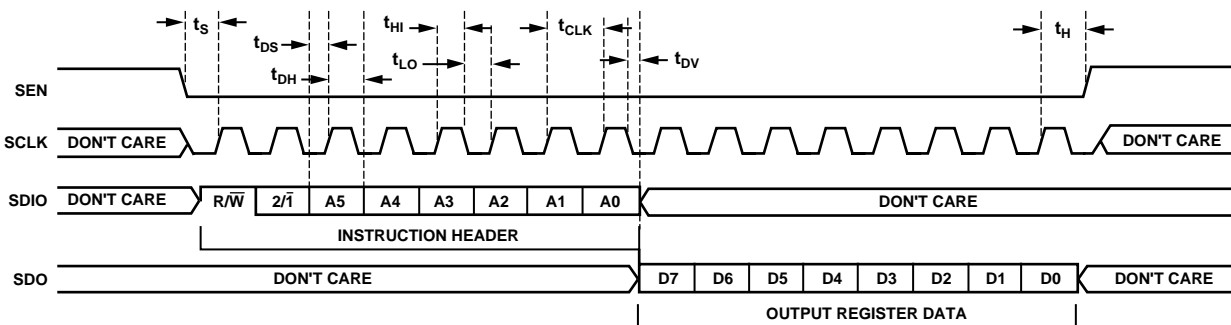 tS
tHI
tCLK
tH
tDS
tLO
tDV
tDH
SEN
SCLK DON'T CARE DON'T CARE
SDIO DON'T CARE R/W̅ 2/1̅ A5 A4 A3 A2 A1 A0 DON'T CARE
INSTRUCTION HEADER
SDO DON'T CARE D7 D6 D5 D4 D3 D2 D1 D0 DON'T CARE
OUTPUT REGISTER DATA